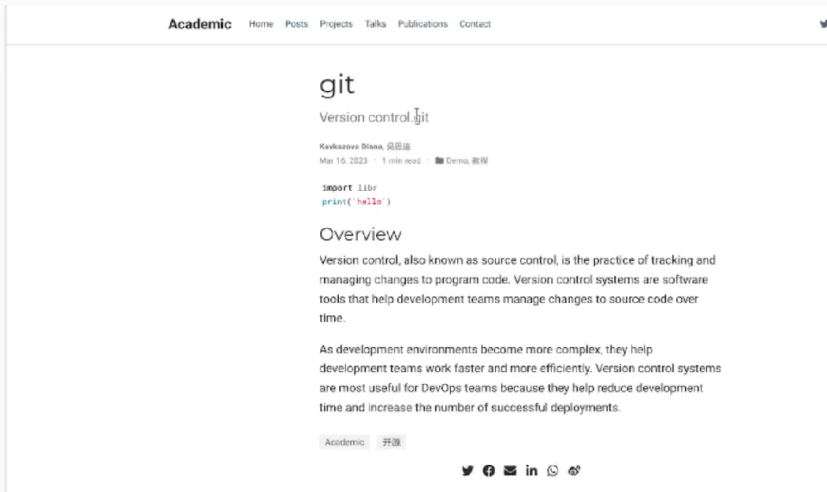 Academic Home Posts Projects Talks Publications Contact
git
Version control.git
Kavkazova Diana, 吳恩迪
Mar 16, 2023 · 1 min read · Demo, 教程
import libr
print('hello')
Overview
Version control, also known as source control, is the practice of tracking and
managing changes to program code. Version control systems are software
tools that help development teams manage changes to source code over
time.
As development environments become more complex, they help
development teams work faster and more efficiently. Version control systems
are most useful for DevOps teams because they help reduce development
time and increase the number of successful deployments.
Academic 开源